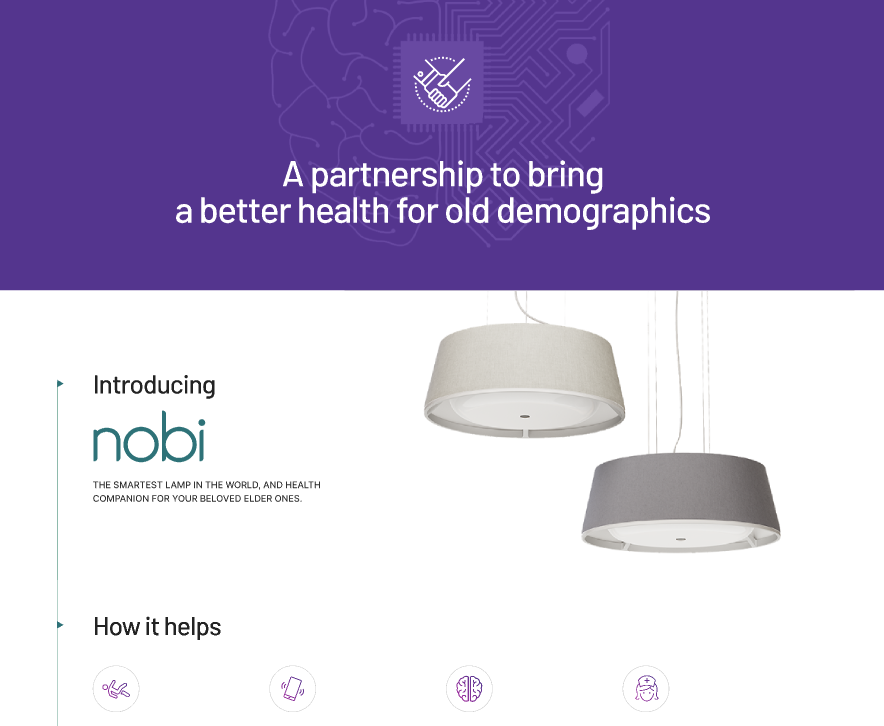 A partnership to bring
a better health for old demographics
Introducing
nobi
THE SMARTEST LAMP IN THE WORLD, AND HEALTH
COMPANION FOR YOUR BELOVED ELDER ONES.
How it helps